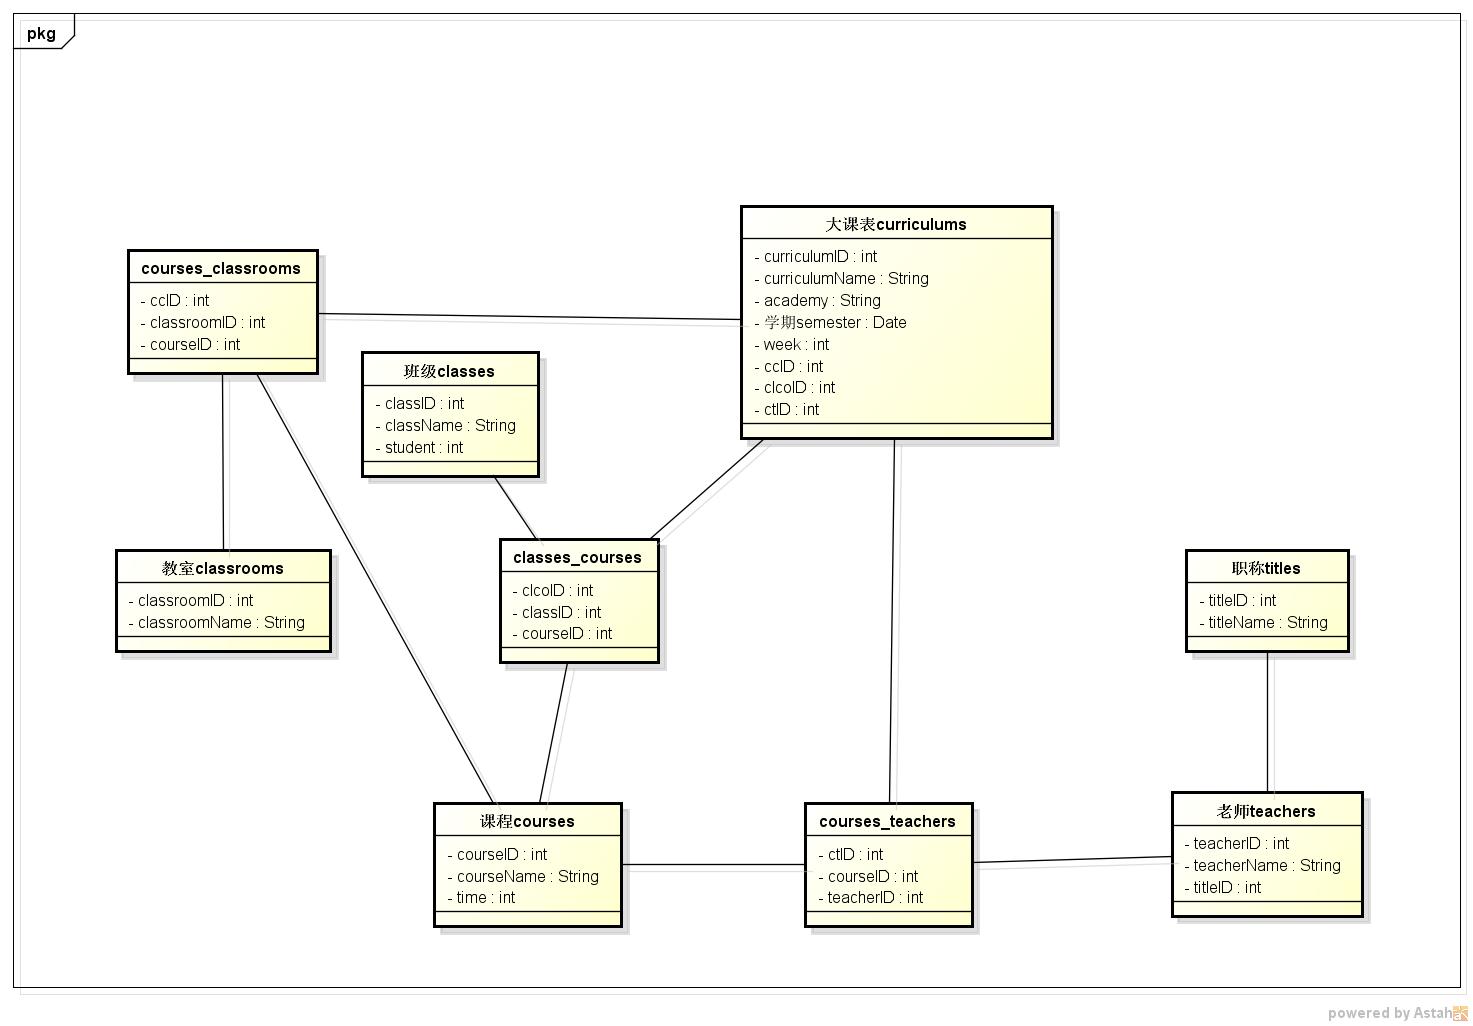 pkg
大课表curriculums
- curriculumID : int
- curriculumName : String
- academy : String
- 学期semester : Date
- week : int
- ccID : int
- clcoID : int
- ctID : int
courses_classrooms
- ccID : int
- classroomID : int
- courseID : int
班级classes
- classID : int
- className : String
- student : int
classes_courses
- clcoID : int
- classID : int
- courseID : int
教室classrooms
- classroomID : int
- classroomName : String
职称titles
- titleID : int
- titleName : String
课程courses
- courseID : int
- courseName : String
- time : int
courses_teachers
- ctID : int
- courseID : int
- teacherID : int
老师teachers
- teacherID : int
- teacherName : String
- titleID : int
powered by Astah